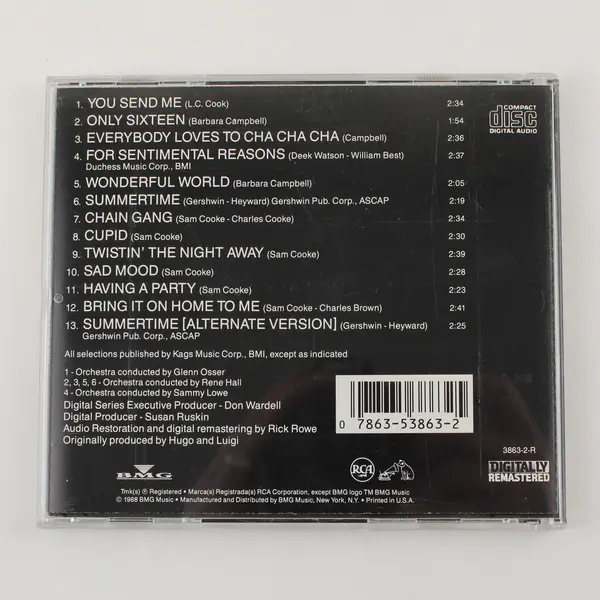 1. YOU SEND ME (L.C. Cook) 2:34
2. ONLY SIXTEEN (Barbara Campbell) 1:54
3. EVERYBODY LOVES TO CHA CHA CHA (Campbell) 2:36
4. FOR SENTIMENTAL REASONS (Deek Watson - William Best) 2:37
Duchess Music Corp., BMI
5. WONDERFUL WORLD (Barbara Campbell) 2:05
6. SUMMERTIME (Gershwin - Heyward) Gershwin Pub. Corp., ASCAP 2:19
7. CHAIN GANG (Sam Cooke - Charles Cooke) 2:34
8. CUPID (Sam Cooke) 2:30
9. TWISTIN' THE NIGHT AWAY (Sam Cooke) 2:39
10. SAD MOOD (Sam Cooke) 2:28
11. HAVING A PARTY (Sam Cooke) 2:23
12. BRING IT ON HOME TO ME (Sam Cooke - Charles Brown) 2:41
13. SUMMERTIME [ALTERNATE VERSION] (Gershwin - Heyward) 2:25
Gershwin Pub. Corp., ASCAP
COMPACT
disc
DIGITAL AUDIO
All selections published by Kags Music Corp., BMI, except as indicated
1 - Orchestra conducted by Glenn Osser
2, 3, 5, 6 - Orchestra conducted by Rene Hall
4 - Orchestra conducted by Sammy Lowe
Digital Series Executive Producer - Don Wardell
Digital Producer - Susan Ruskin
Audio Restoration and digital remastering by Rick Rowe
Originally produced by Hugo and Luigi
0 7863-53863-2
3863-2-R
BMG
RCA
DIGITALLY
REMASTERED
Tmk(s) ® Registered • Marca(s) Registrada(s) RCA Corporation, except BMG logo TM BMG Music
© 1988 BMG Music • Manufactured and Distributed by BMG Music, New York, N.Y. • Printed in U.S.A.